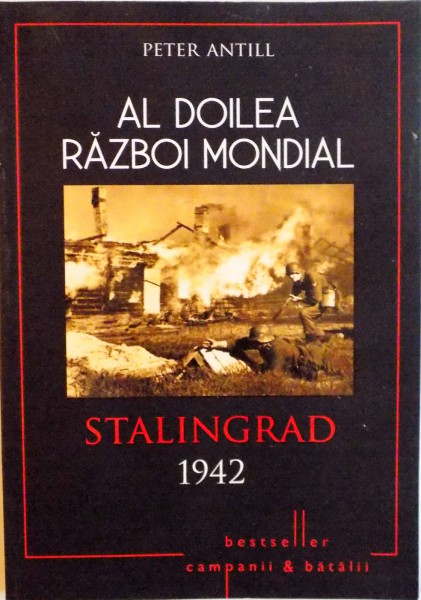 PETER ANTILL
AL DOILEA
RĂZBOI MONDIAL
STALINGRAD
1942
bestseller
campanii & bătălii